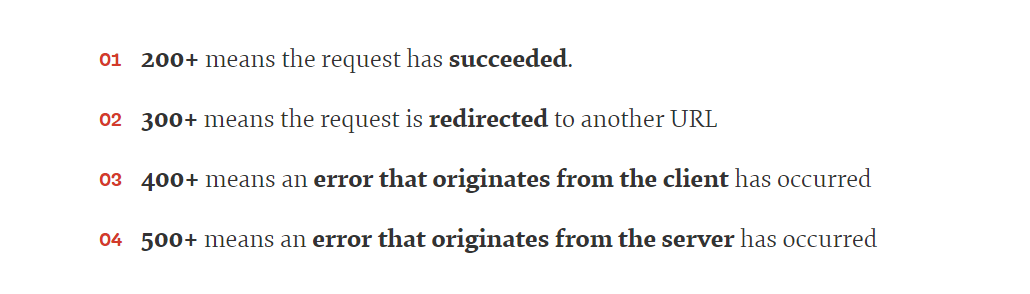 01 200+ means the request has succeeded.
02 300+ means the request is redirected to another URL
03 400+ means an error that originates from the client has occurred
04 500+ means an error that originates from the server has occurred